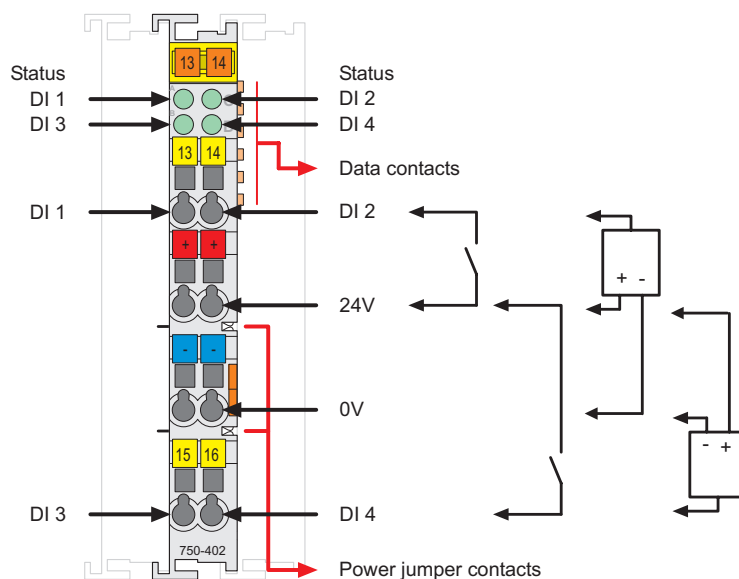 13 14
Status Status
DI 1 A C DI 2
DI 3 B D DI 4
13 14
Data contacts
DI 1 DI 2
+ +
+ -
24V
- -
0V
- +
15 16
DI 3 DI 4
750-402
Power jumper contacts